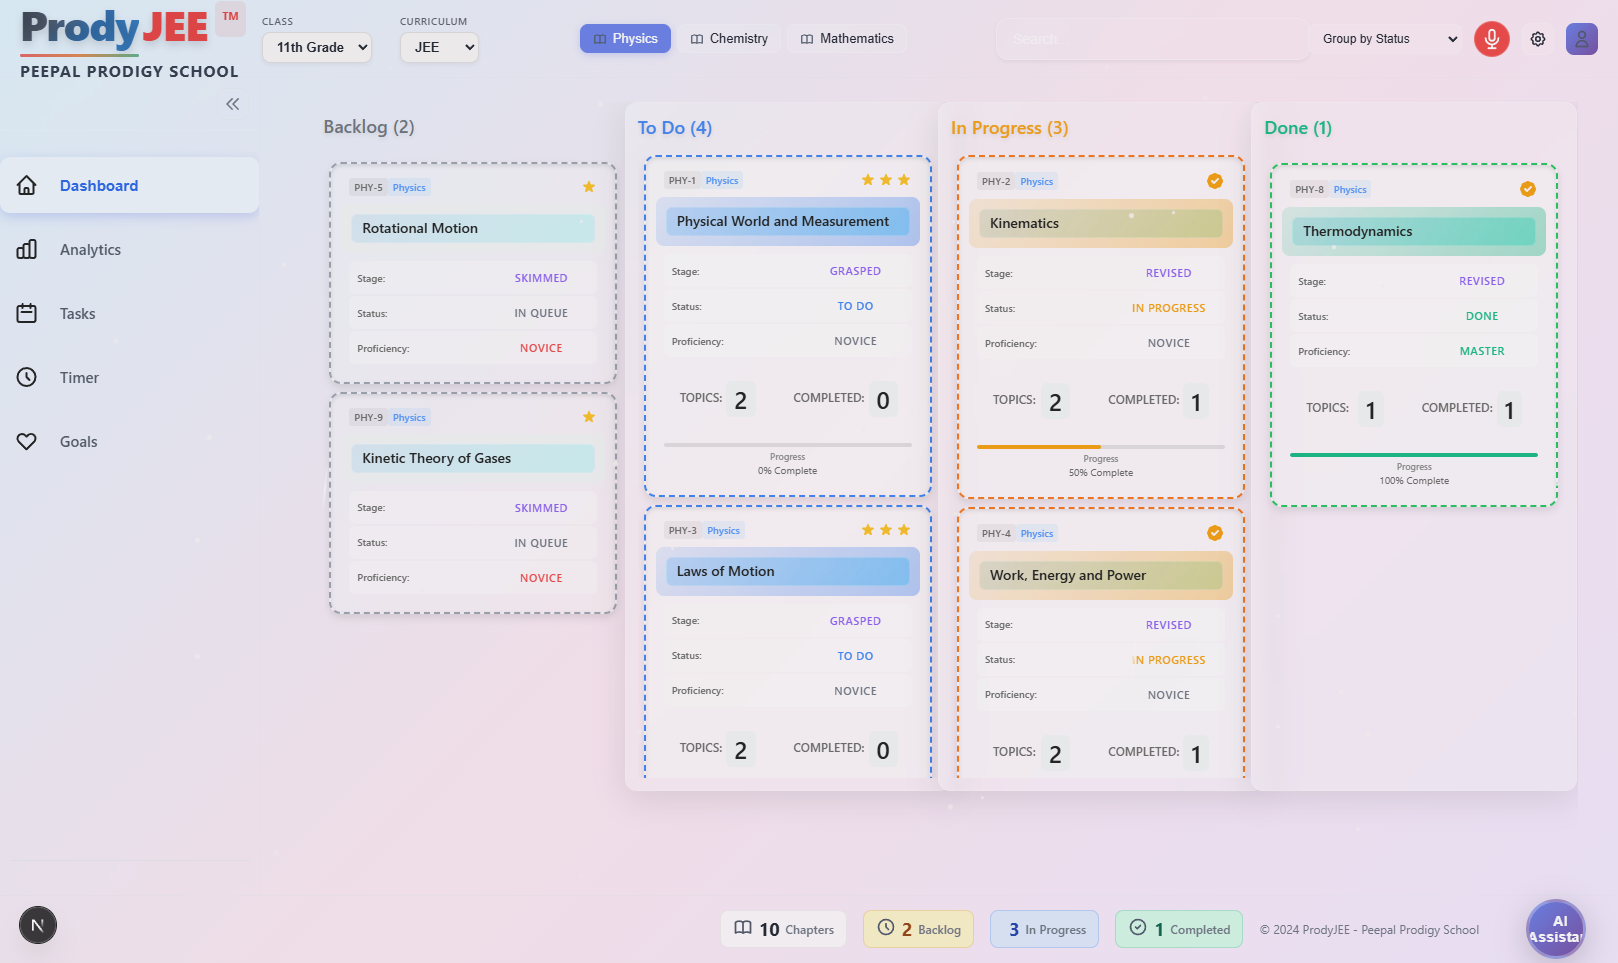 ProdyJEE ™
PEEPAL PRODIGY SCHOOL
CLASS
11th Grade
CURRICULUM
JEE
Physics
Chemistry
Mathematics
Search...
Group by Status
Dashboard
Analytics
Tasks
Timer
Goals
Backlog (2)
PHY-5 Physics
Rotational Motion
Stage: SKIMMED
Status: IN QUEUE
Proficiency: NOVICE
PHY-9 Physics
Kinetic Theory of Gases
Stage: SKIMMED
Status: IN QUEUE
Proficiency: NOVICE
To Do (4)
PHY-1 Physics
Physical World and Measurement
Stage: GRASPED
Status: TO DO
Proficiency: NOVICE
TOPICS: 2 COMPLETED: 0
Progress
0% Complete
PHY-3 Physics
Laws of Motion
Stage: GRASPED
Status: TO DO
Proficiency: NOVICE
TOPICS: 2 COMPLETED: 0
In Progress (3)
PHY-2 Physics
Kinematics
Stage: REVISED
Status: IN PROGRESS
Proficiency: NOVICE
TOPICS: 2 COMPLETED: 1
Progress
50% Complete
PHY-4 Physics
Work, Energy and Power
Stage: REVISED
Status: IN PROGRESS
Proficiency: NOVICE
TOPICS: 2 COMPLETED: 1
Done (1)
PHY-8 Physics
Thermodynamics
Stage: REVISED
Status: DONE
Proficiency: MASTER
TOPICS: 1 COMPLETED: 1
Progress
100% Complete
N
10 Chapters
2 Backlog
3 In Progress
1 Completed
© 2024 ProdyJEE - Peepal Prodigy School
AI
Assista